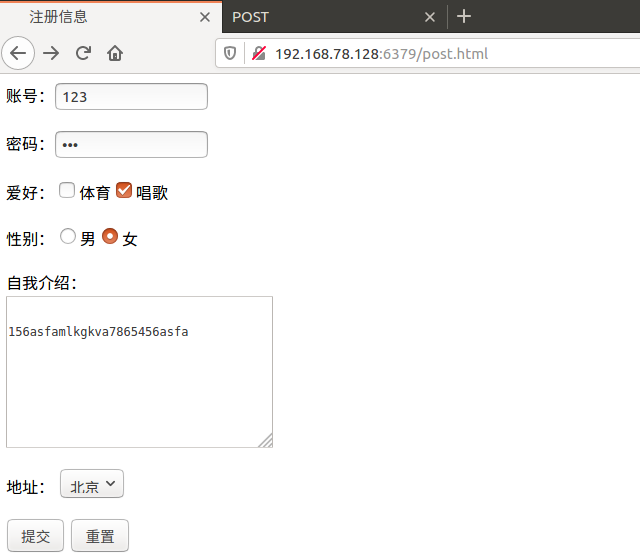 注册信息 POST
192.168.78.128:6379/post.html
账号： 123
密码： •••
爱好： 体育 唱歌
性别： 男 女
自我介绍：
156asfamlkgkva7865456asfa
地址： 北京
提交 重置